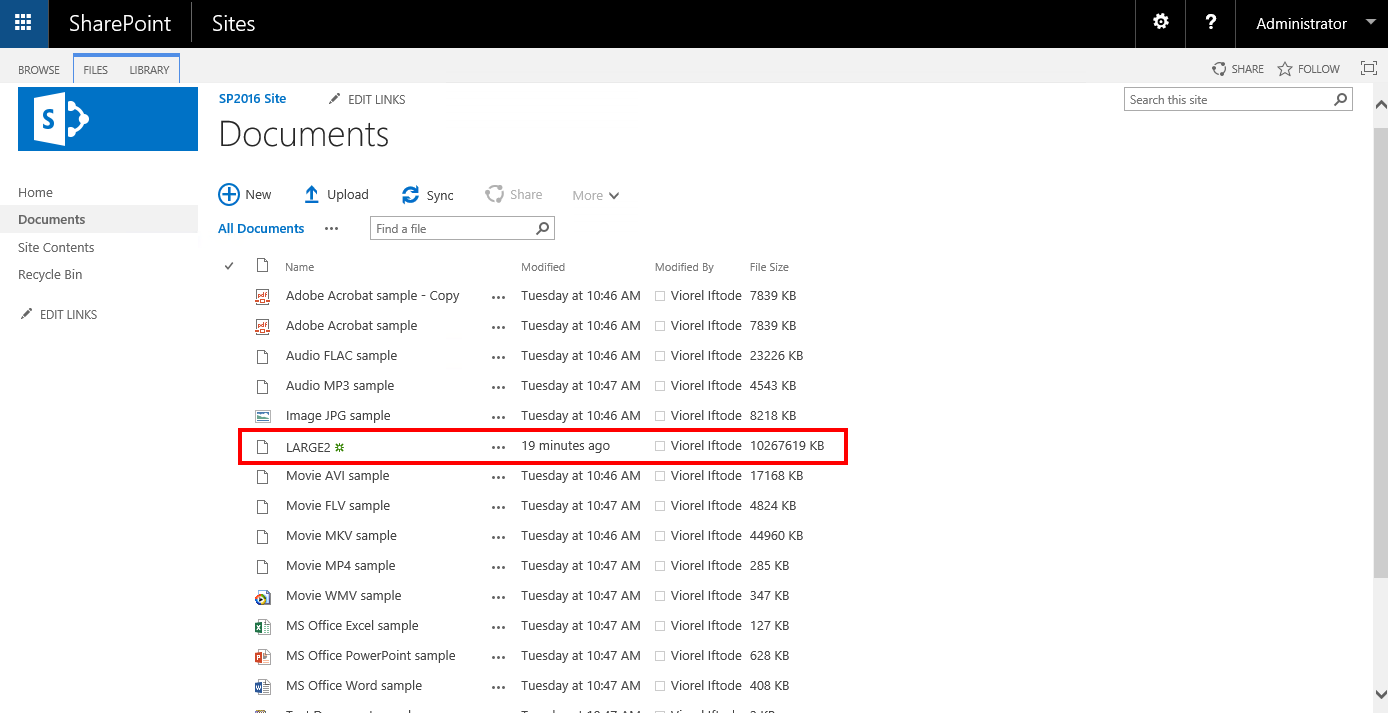 SharePoint Sites ? Administrator
BROWSE FILES LIBRARY SHARE FOLLOW
S SP2016 Site EDIT LINKS Search this site
Documents
Home
Documents
Site Contents
Recycle Bin
EDIT LINKS
New Upload Sync Share More
All Documents ... Find a file
Name Modified Modified By File Size
Adobe Acrobat sample - Copy ... Tuesday at 10:46 AM Viorel Iftode 7839 KB
Adobe Acrobat sample ... Tuesday at 10:46 AM Viorel Iftode 7839 KB
Audio FLAC sample ... Tuesday at 10:46 AM Viorel Iftode 23226 KB
Audio MP3 sample ... Tuesday at 10:47 AM Viorel Iftode 4543 KB
Image JPG sample ... Tuesday at 10:46 AM Viorel Iftode 8218 KB
LARGE2 ... 19 minutes ago Viorel Iftode 10267619 KB
Movie AVI sample ... Tuesday at 10:46 AM Viorel Iftode 17168 KB
Movie FLV sample ... Tuesday at 10:47 AM Viorel Iftode 4824 KB
Movie MKV sample ... Tuesday at 10:46 AM Viorel Iftode 44960 KB
Movie MP4 sample ... Tuesday at 10:47 AM Viorel Iftode 285 KB
Movie WMV sample ... Tuesday at 10:47 AM Viorel Iftode 347 KB
MS Office Excel sample ... Tuesday at 10:47 AM Viorel Iftode 127 KB
MS Office PowerPoint sample ... Tuesday at 10:47 AM Viorel Iftode 628 KB
MS Office Word sample ... Tuesday at 10:47 AM Viorel Iftode 408 KB